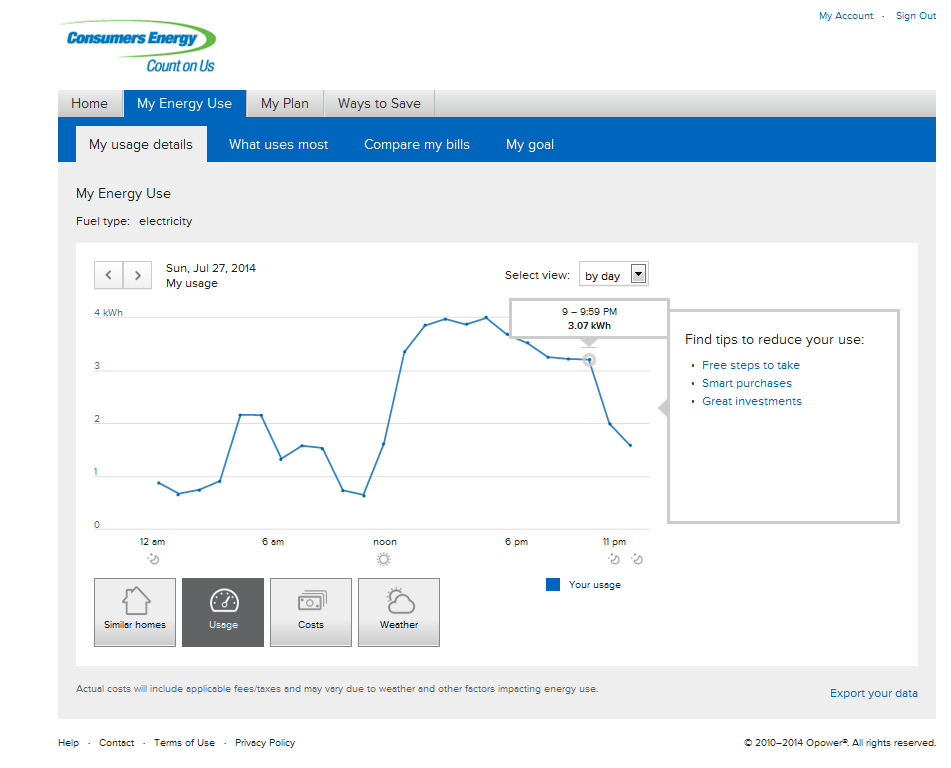 My Account · Sign Out
Consumers Energy
Count on Us
Home My Energy Use My Plan Ways to Save
My usage details What uses most Compare my bills My goal
My Energy Use
Fuel type: electricity
Sun, Jul 27, 2014
My usage
Select view: by day
9 – 9:59 PM
3.07 kWh
4 kWh
3
2
1
0
12 am 6 am noon 6 pm 11 pm
Find tips to reduce your use:
• Free steps to take
• Smart purchases
• Great investments
Your usage
Similar homes Usage Costs Weather
Actual costs will include applicable fees/taxes and may vary due to weather and other factors impacting energy use.
Export your data
Help · Contact · Terms of Use · Privacy Policy
© 2010–2014 Opower®. All rights reserved.